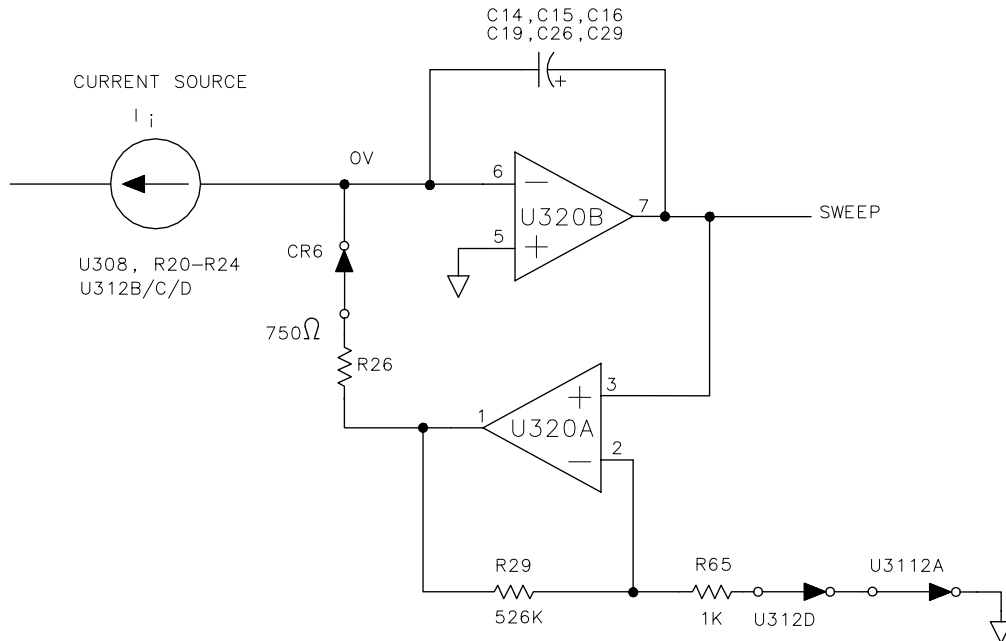 C14,C15,C16
C19,C26,C29
CURRENT SOURCE
I i
0V
6
U320B
7
SWEEP
5
CR6
U308, R20-R24
U312B/C/D
750Ω
R26
3
1
U320A
2
R29
R65
U3112A
526K
1K
U312D